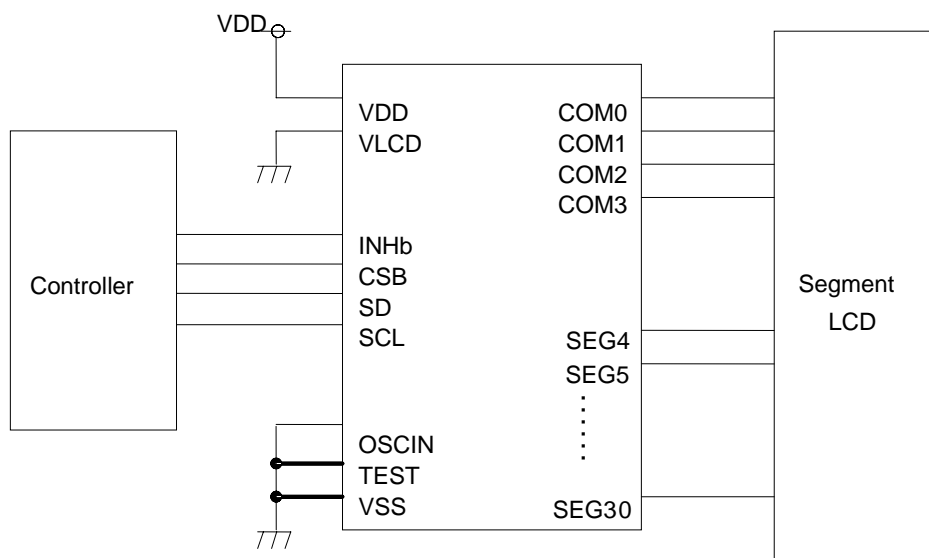 VDD
VDD
VLCD
INHb
CSB
SD
SCL
OSCIN
TEST
VSS
COM0
COM1
COM2
COM3
SEG4
SEG5
SEG30
Controller
Segment
LCD